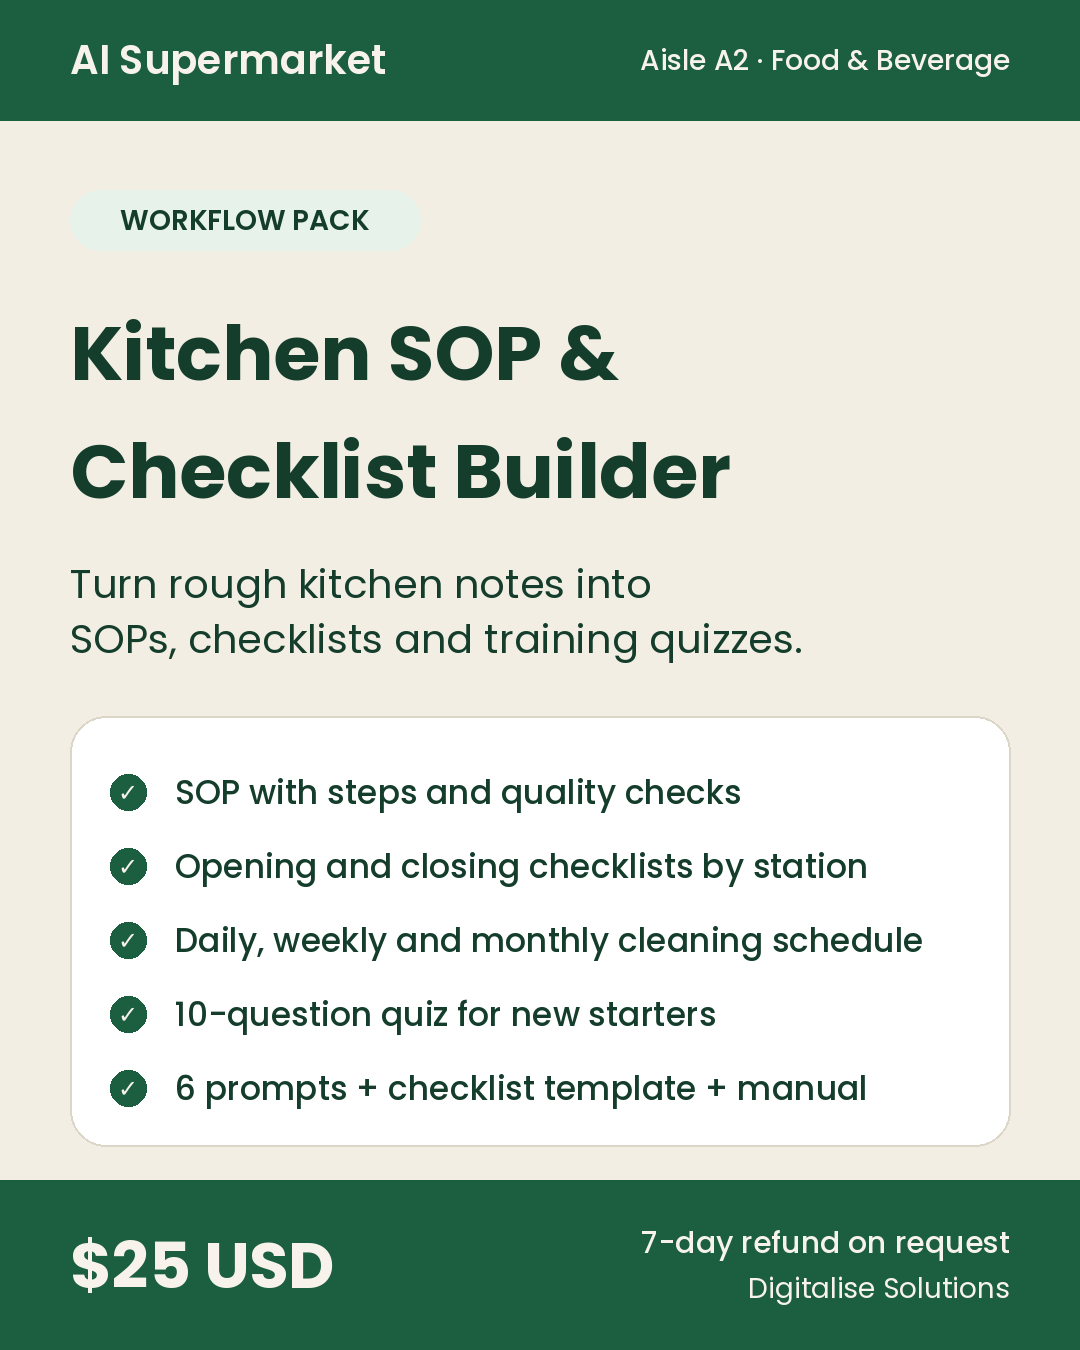 AI Supermarket
Aisle A2 · Food & Beverage
WORKFLOW PACK
Kitchen SOP &
Checklist Builder
Turn rough kitchen notes into
SOPs, checklists and training quizzes.
✓ SOP with steps and quality checks
✓ Opening and closing checklists by station
✓ Daily, weekly and monthly cleaning schedule
✓ 10-question quiz for new starters
✓ 6 prompts + checklist template + manual
$25 USD
7-day refund on request
Digitalise Solutions